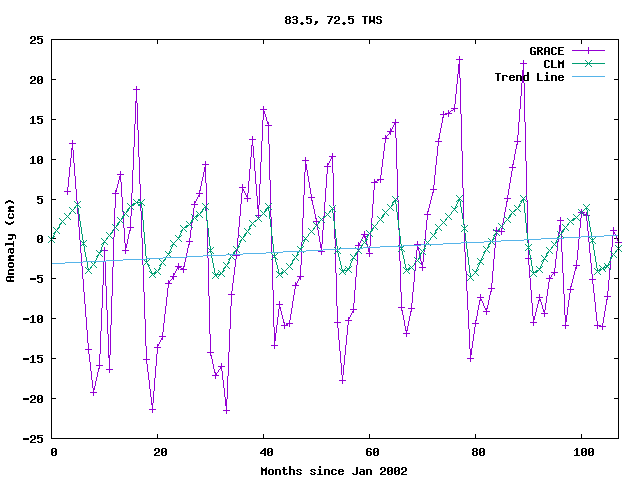 83.5, 72.5 TWS
GRACE
CLM
Trend Line
25
20
15
10
5
0
-5
-10
-15
-20
-25
Anomaly (cm)
0 20 40 60 80 100
Months since Jan 2002